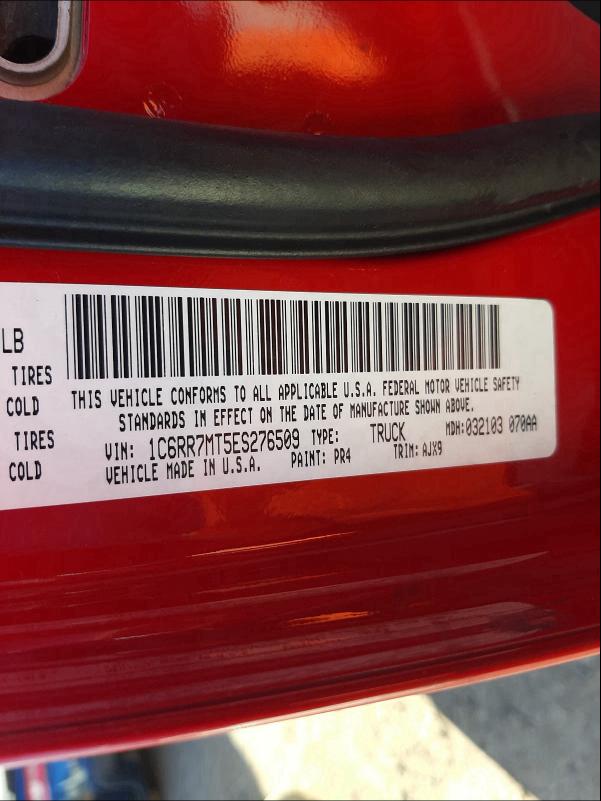 LB
TIRES
COLD
TIRES
COLD
THIS VEHICLE CONFORMS TO ALL APPLICABLE U.S.A. FEDERAL MOTOR VEHICLE SAFETY
STANDARDS IN EFFECT ON THE DATE OF MANUFACTURE SHOWN ABOVE.
VIN: 1C6RR7MT5ES276509 TYPE: TRUCK MDH:032103 070AA
VEHICLE MADE IN U.S.A. PAINT: PR4 TRIM:AJX9